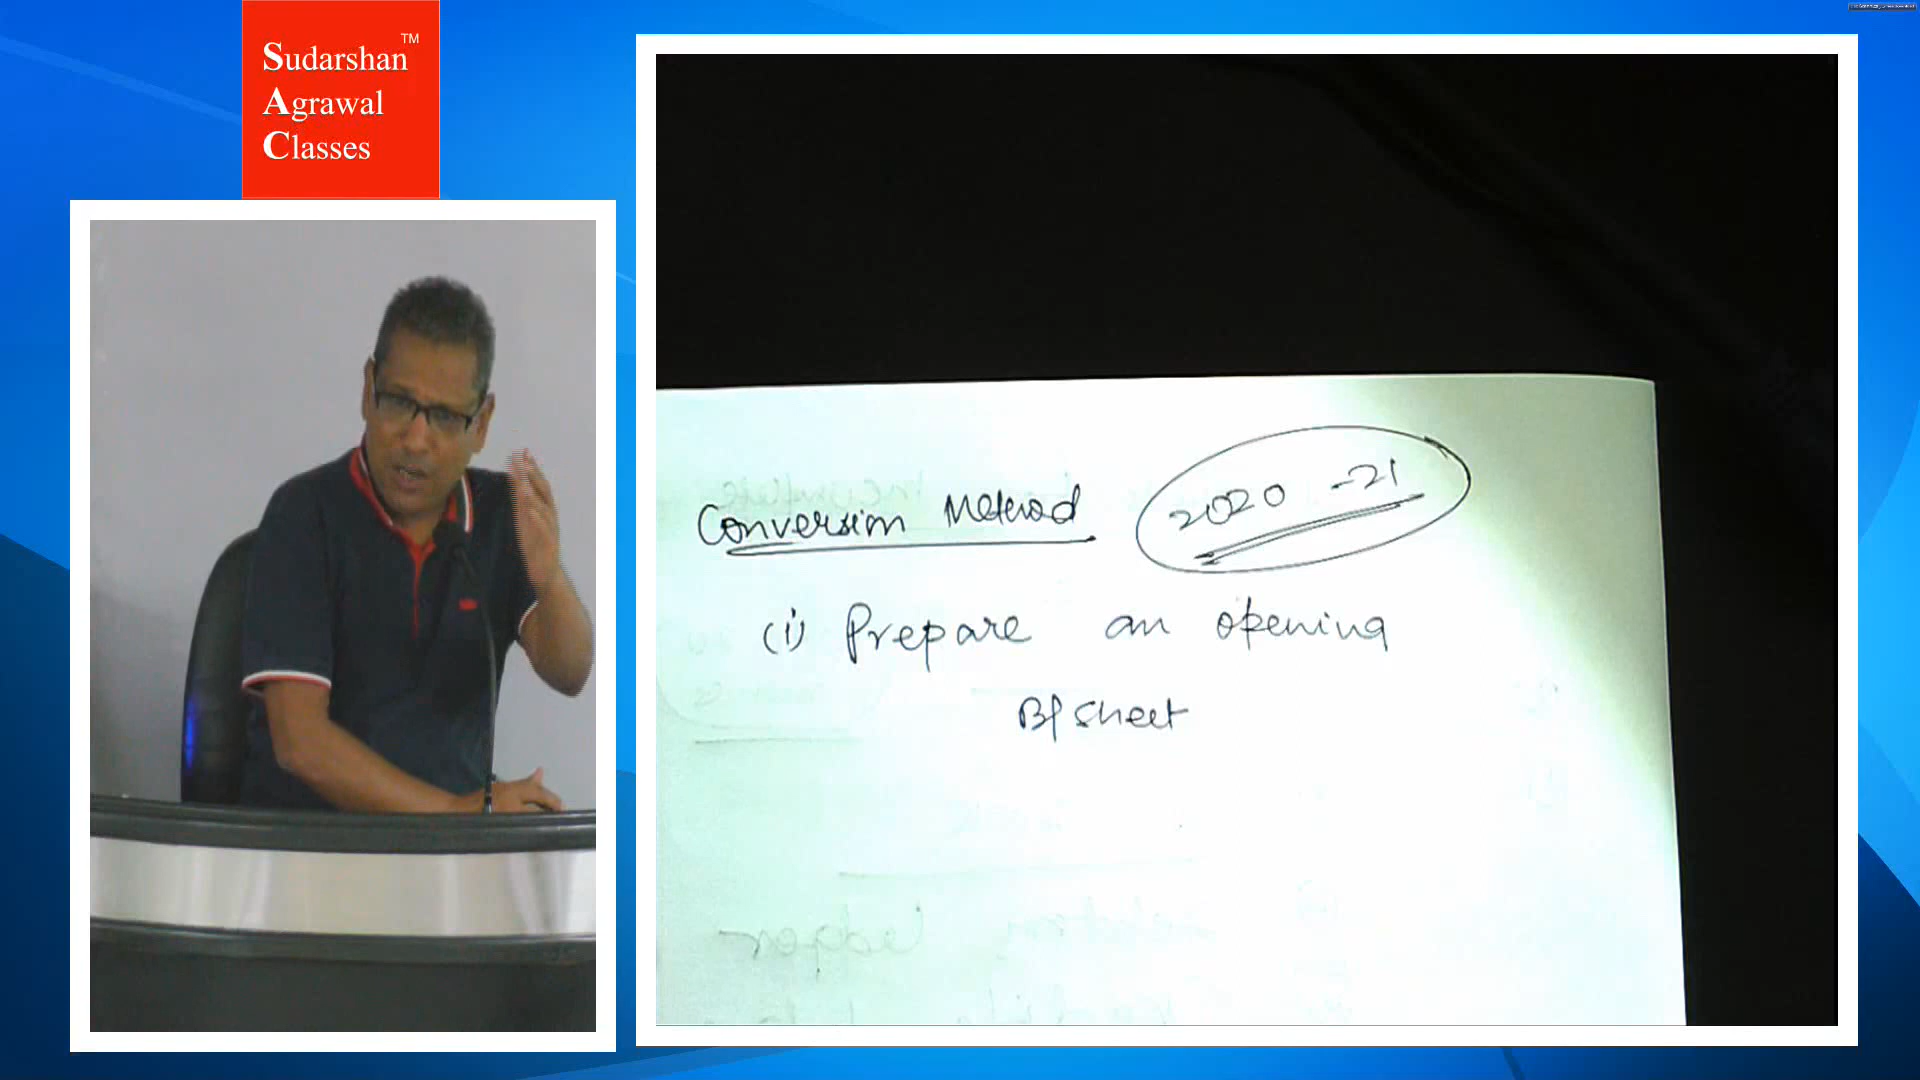 Sudarshan™
Agrawal
Classes
Conversion Method
2020 -21
(i) Prepare an opening
B/sheet